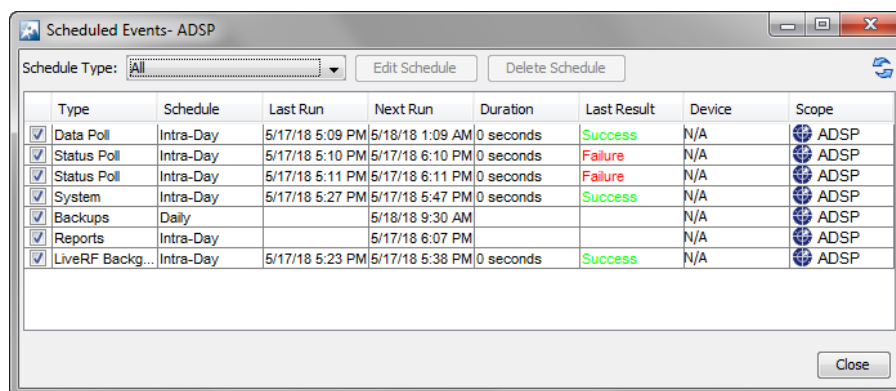 Scheduled Events- ADSP
Schedule Type: All Edit Schedule Delete Schedule
Type Schedule Last Run Next Run Duration Last Result Device Scope
Data Poll Intra-Day 5/17/18 5:09 PM 5/18/18 1:09 AM 0 seconds Success N/A ADSP
Status Poll Intra-Day 5/17/18 5:10 PM 5/17/18 6:10 PM 0 seconds Failure N/A ADSP
Status Poll Intra-Day 5/17/18 5:11 PM 5/17/18 6:11 PM 0 seconds Failure N/A ADSP
System Intra-Day 5/17/18 5:27 PM 5/17/18 5:47 PM 0 seconds Success N/A ADSP
Backups Daily 5/18/18 9:30 AM N/A ADSP
Reports Intra-Day 5/17/18 6:07 PM N/A ADSP
LiveRF Backg... Intra-Day 5/17/18 5:23 PM 5/17/18 5:38 PM 0 seconds Success N/A ADSP
Close